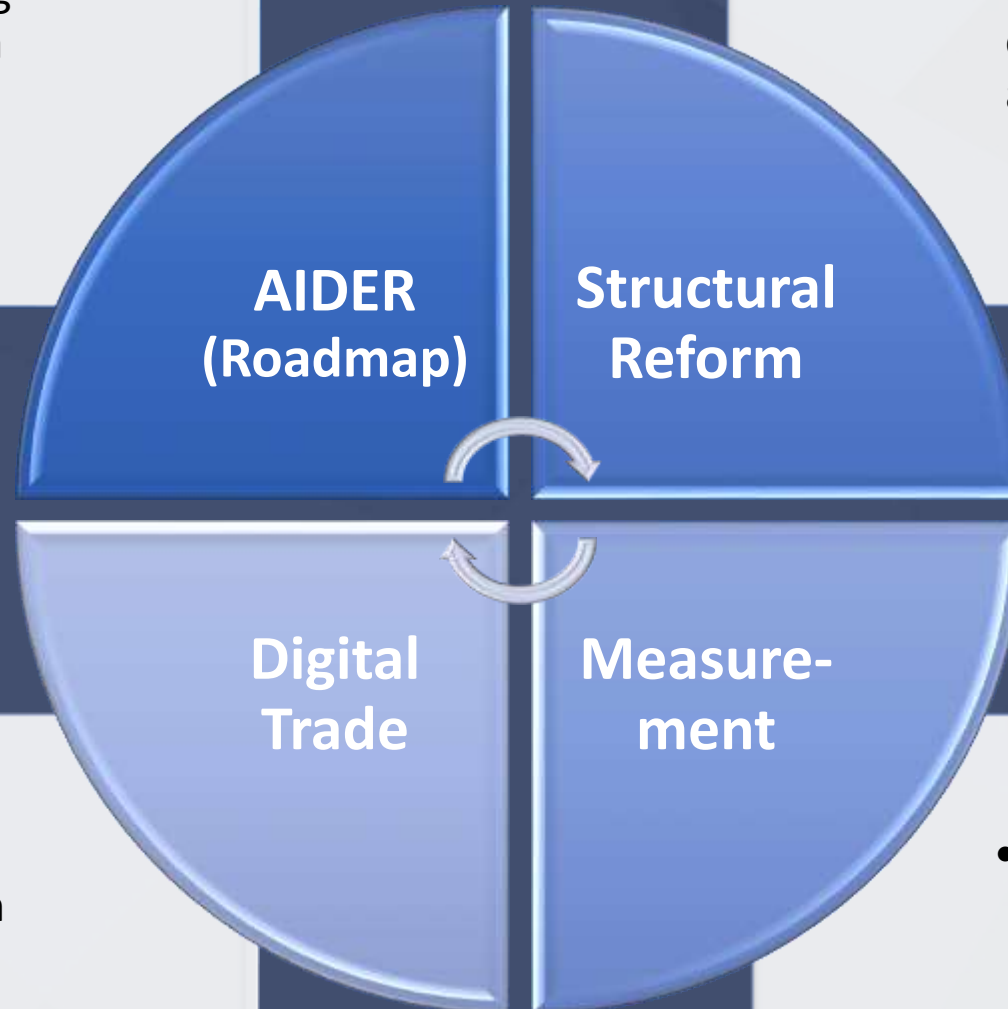 AIDER
(Roadmap)
Structural
Reform
Digital
Trade
Measure-
ment